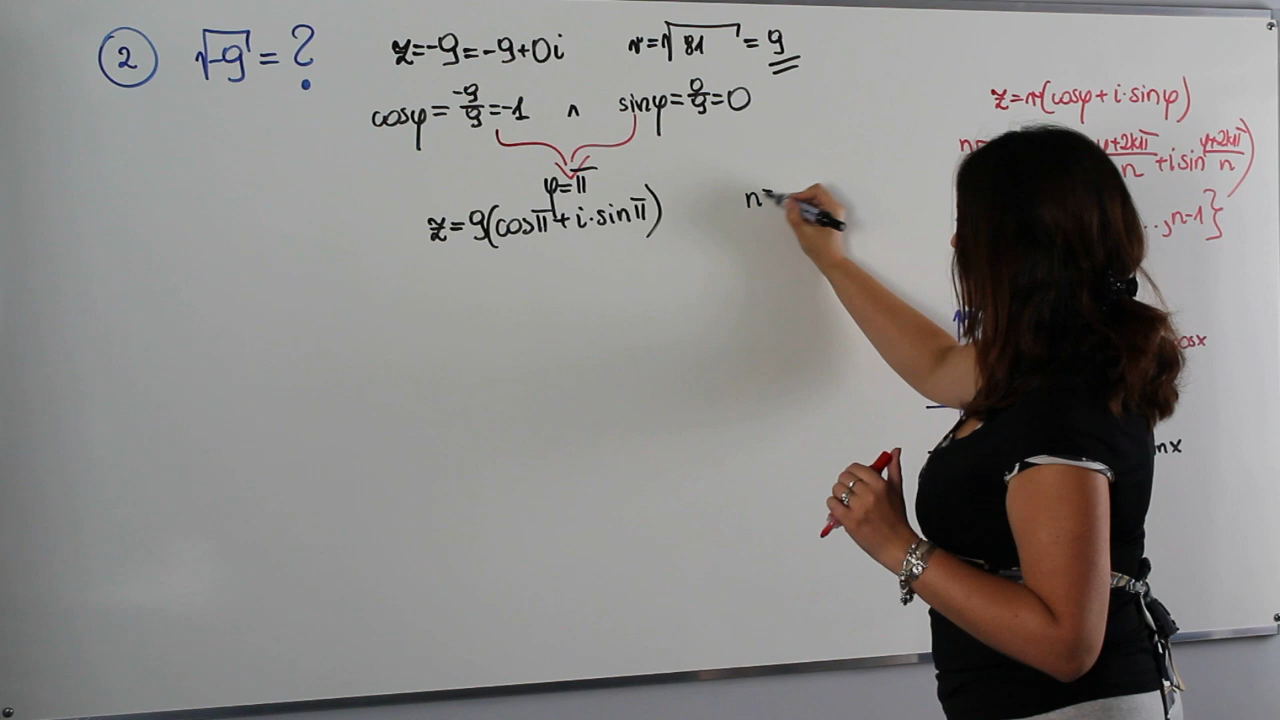 2 √-9 = ?
z=-9=-9+0i r=√81 = 9
cosφ= -9/9 =-1 ∧ sinφ= 0/9 =0
φ=π
z=9(cosπ+i·sinπ)
n=
z=r(cosφ+i·sinφ)
φ+2kπ/n + i sin φ+2kπ/n)
..,n-1}
osx
nx